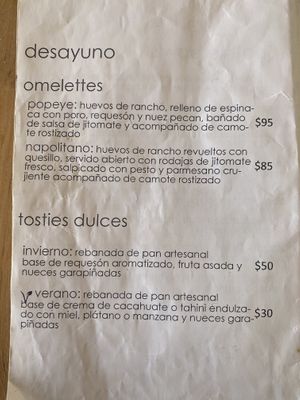 desayuno
omelettes
popeye: huevos de rancho, relleno de espina-
ca con poro, requesón y nuez pecan, bañado
de salsa de jitomate y acompañado de camo-
te rostizado
$95
napolitano: huevos de rancho revueltos con
quesillo, servido abierto con rodajas de jitomate
fresco, salpicado con pesto y parmesano cru-
jiente acompañado de camote rostizado
$85
tosties dulces
invierno: rebanada de pan artesanal
base de requesón aromatizado, fruta asada y
nueces garapiñadas
$50
verano: rebanada de pan artesanal
base de crema de cacahuate o tahini endulza-
do con miel, plátano o manzana y nueces gara-
piñadas
$30